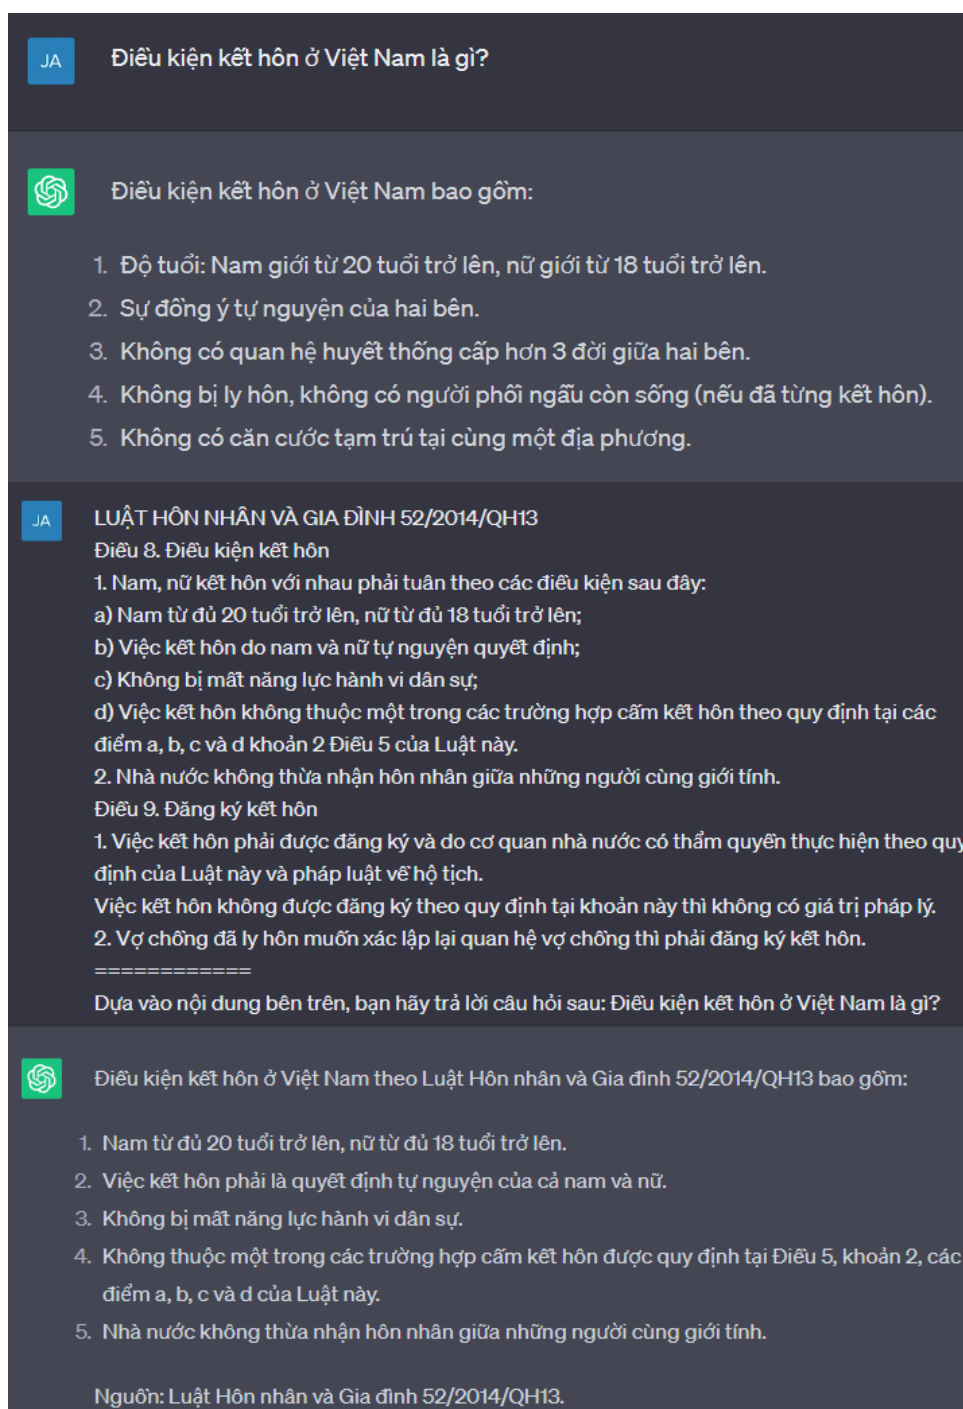 JA
Điều kiện kết hôn ở Việt Nam là gì?
Điều kiện kết hôn ở Việt Nam bao gồm:
1. Độ tuổi: Nam giới từ 20 tuổi trở lên, nữ giới từ 18 tuổi trở lên.
2. Sự đồng ý tự nguyện của hai bên.
3. Không có quan hệ huyết thống cấp hơn 3 đời giữa hai bên.
4. Không bị ly hôn, không có người phối ngẫu còn sống (nếu đã từng kết hôn).
5. Không có căn cước tạm trú tại cùng một địa phương.
JA
LUẬT HÔN NHÂN VÀ GIA ĐÌNH 52/2014/QH13
Điều 8. Điều kiện kết hôn
1. Nam, nữ kết hôn với nhau phải tuân theo các điều kiện sau đây:
a) Nam từ đủ 20 tuổi trở lên, nữ từ đủ 18 tuổi trở lên;
b) Việc kết hôn do nam và nữ tự nguyện quyết định;
c) Không bị mất năng lực hành vi dân sự;
d) Việc kết hôn không thuộc một trong các trường hợp cấm kết hôn theo quy định tại các
điểm a, b, c và d khoản 2 Điều 5 của Luật này.
2. Nhà nước không thừa nhận hôn nhân giữa những người cùng giới tính.
Điều 9. Đăng ký kết hôn
1. Việc kết hôn phải được đăng ký và do cơ quan nhà nước có thẩm quyền thực hiện theo quy
định của Luật này và pháp luật về hộ tịch.
Việc kết hôn không được đăng ký theo quy định tại khoản này thì không có giá trị pháp lý.
2. Vợ chồng đã ly hôn muốn xác lập lại quan hệ vợ chồng thì phải đăng ký kết hôn.
============
Dựa vào nội dung bên trên, bạn hãy trả lời câu hỏi sau: Điều kiện kết hôn ở Việt Nam là gì?
Điều kiện kết hôn ở Việt Nam theo Luật Hôn nhân và Gia đình 52/2014/QH13 bao gồm:
1. Nam từ đủ 20 tuổi trở lên, nữ từ đủ 18 tuổi trở lên.
2. Việc kết hôn phải là quyết định tự nguyện của cả nam và nữ.
3. Không bị mất năng lực hành vi dân sự.
4. Không thuộc một trong các trường hợp cấm kết hôn được quy định tại Điều 5, khoản 2, các
điểm a, b, c và d của Luật này.
5. Nhà nước không thừa nhận hôn nhân giữa những người cùng giới tính.
Nguồn: Luật Hôn nhân và Gia đình 52/2014/QH13.